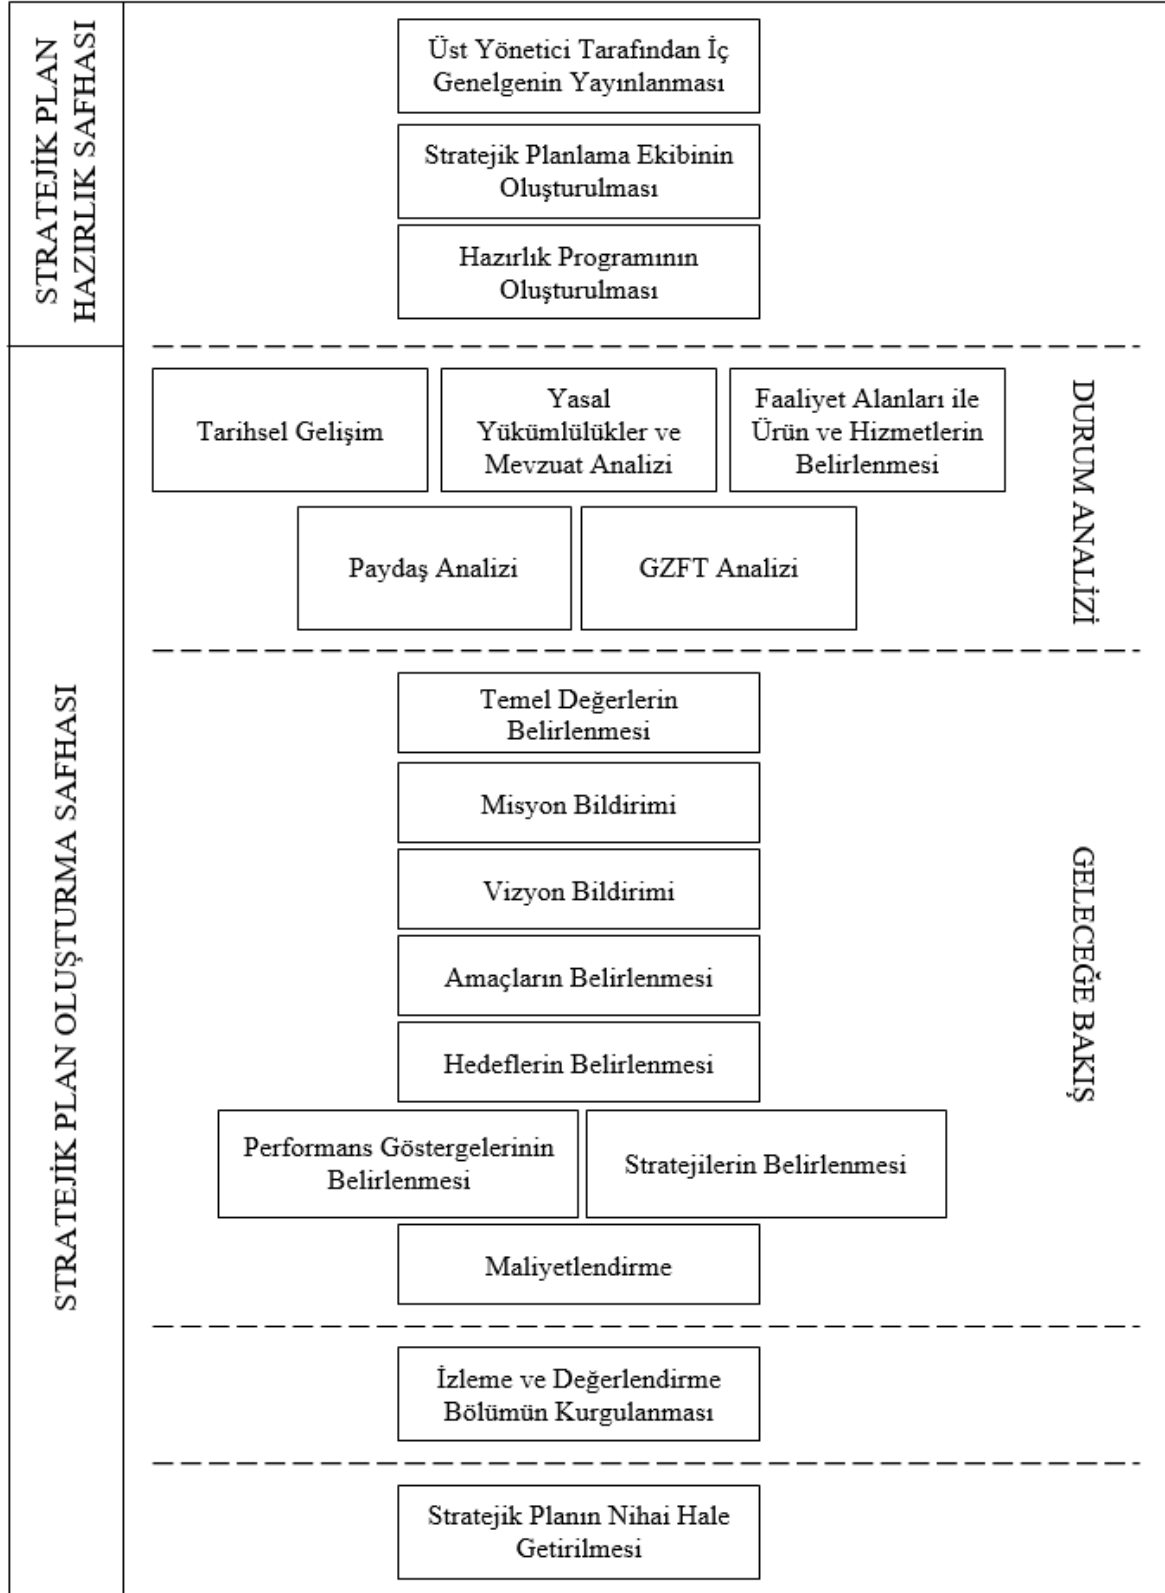 STRATEJİK PLAN
HAZIRLIK SAFHASI
Üst Yönetici Tarafından İç
Genelgenin Yayınlanması
Stratejik Planlama Ekibinin
Oluşturulması
Hazırlık Programının
Oluşturulması
STRATEJİK PLAN OLUŞTURMA SAFHASI
DURUM ANALİZİ
Tarihsel Gelişim
Yasal
Yükümlülükler ve
Mevzuat Analizi
Faaliyet Alanları ile
Ürün ve Hizmetlerin
Belirlenmesi
Paydaş Analizi
GZFT Analizi
GELECEĞE BAKIŞ
Temel Değerlerin
Belirlenmesi
Misyon Bildirimi
Vizyon Bildirimi
Amaçların Belirlenmesi
Hedeflerin Belirlenmesi
Performans Göstergelerinin
Belirlenmesi
Stratejilerin Belirlenmesi
Maliyetlendirme
İzleme ve Değerlendirme
Bölümün Kurgulanması
Stratejik Planın Nihai Hale
Getirilmesi